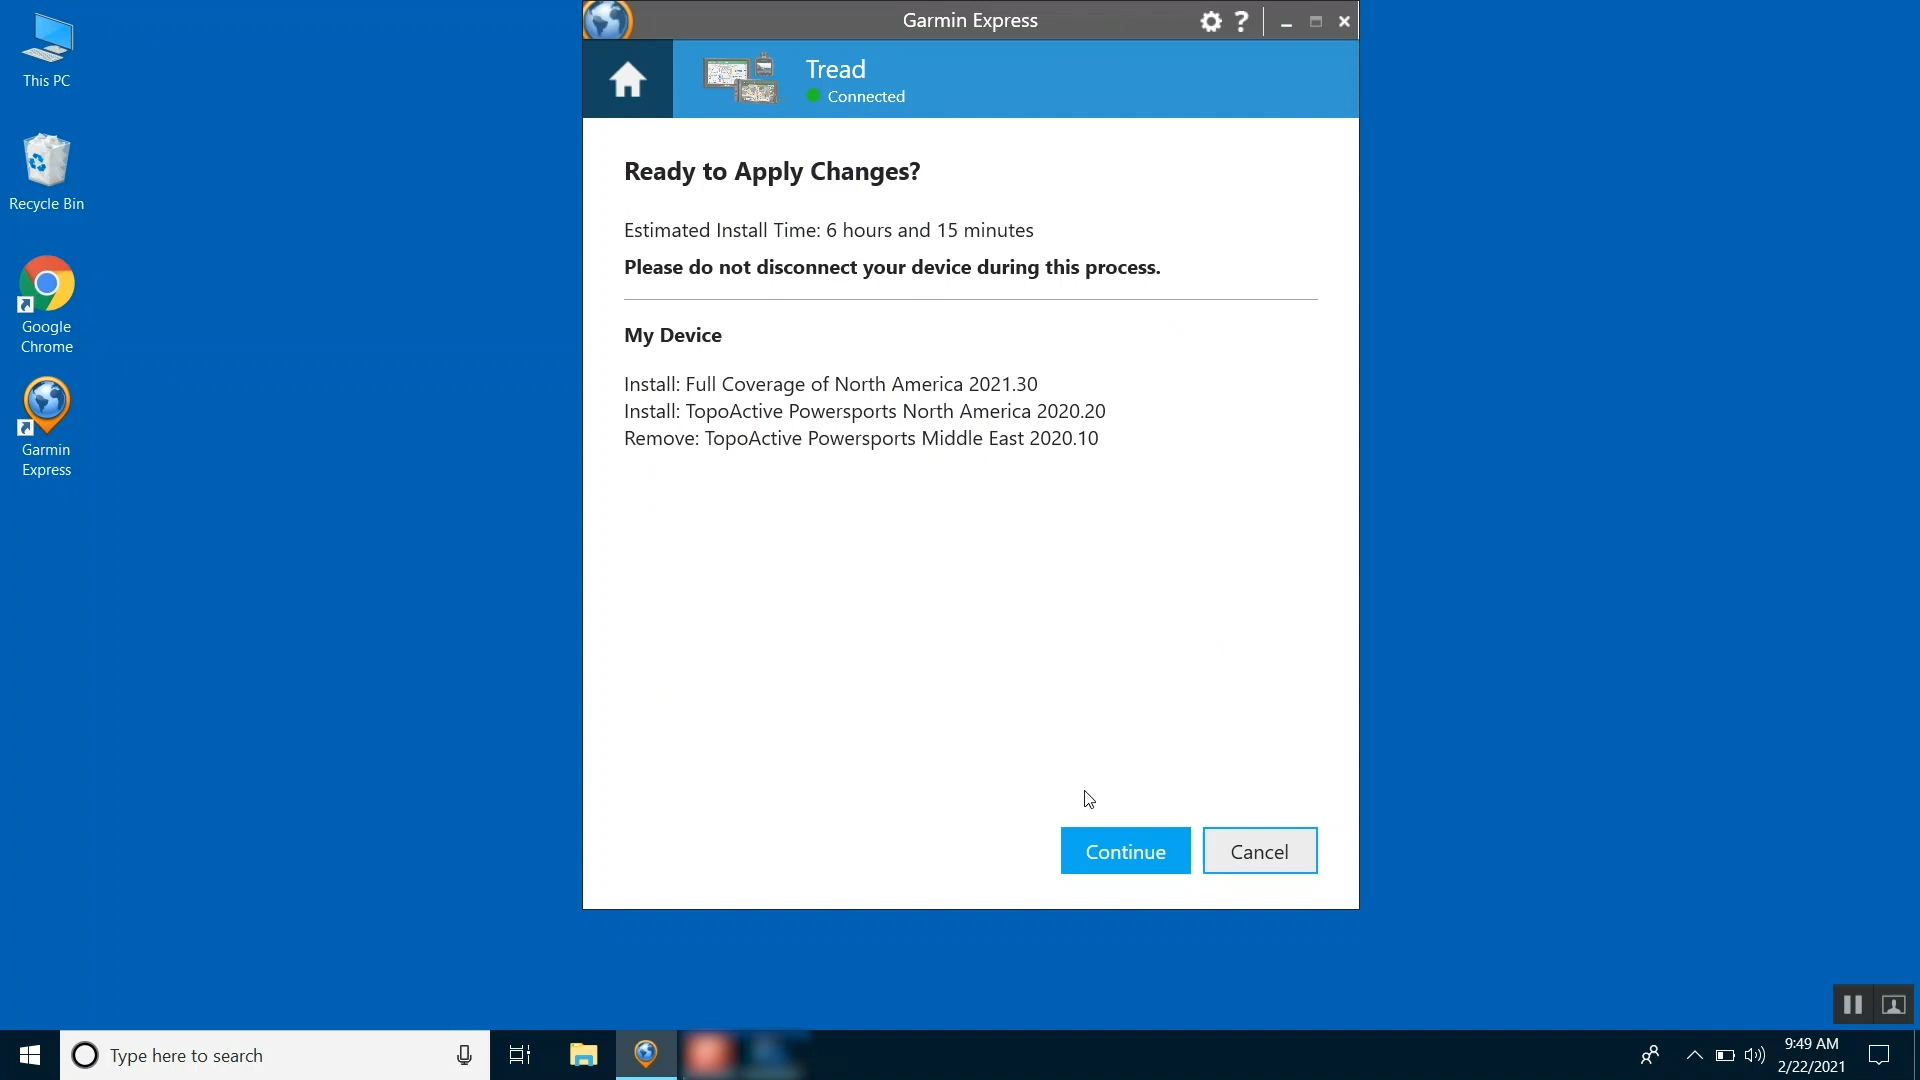 This PC
Recycle Bin
Google
Chrome
Garmin
Express
Garmin Express
?
Tread
Connected
Ready to Apply Changes?
Estimated Install Time: 6 hours and 15 minutes
Please do not disconnect your device during this process.
My Device
Install: Full Coverage of North America 2021.30
Install: TopoActive Powersports North America 2020.20
Remove: TopoActive Powersports Middle East 2020.10
Continue
Cancel
Type here to search
9:49 AM
2/22/2021